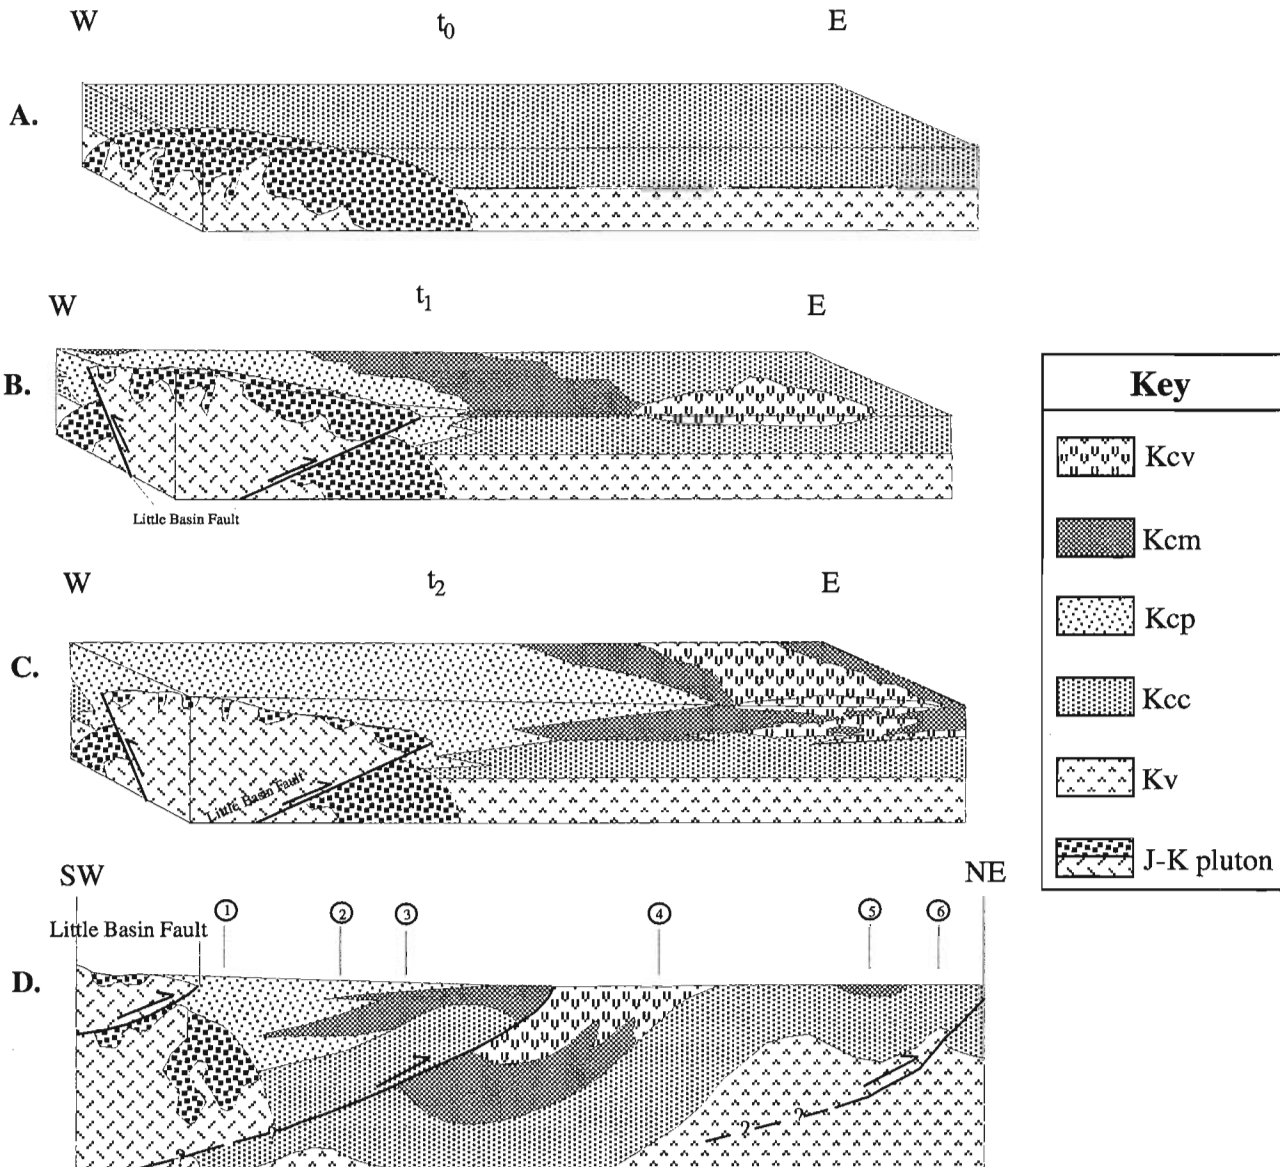 W t0 E
A.
W t1 E
B.
Little Basin Fault
Key
Kcv
Kcm
Kcp
Kcc
Kv
J-K pluton
W t2 E
C.
Little Basin Fault
SW NE
1 2 3 4 5 6
Little Basin Fault
D.
? ? ? ?